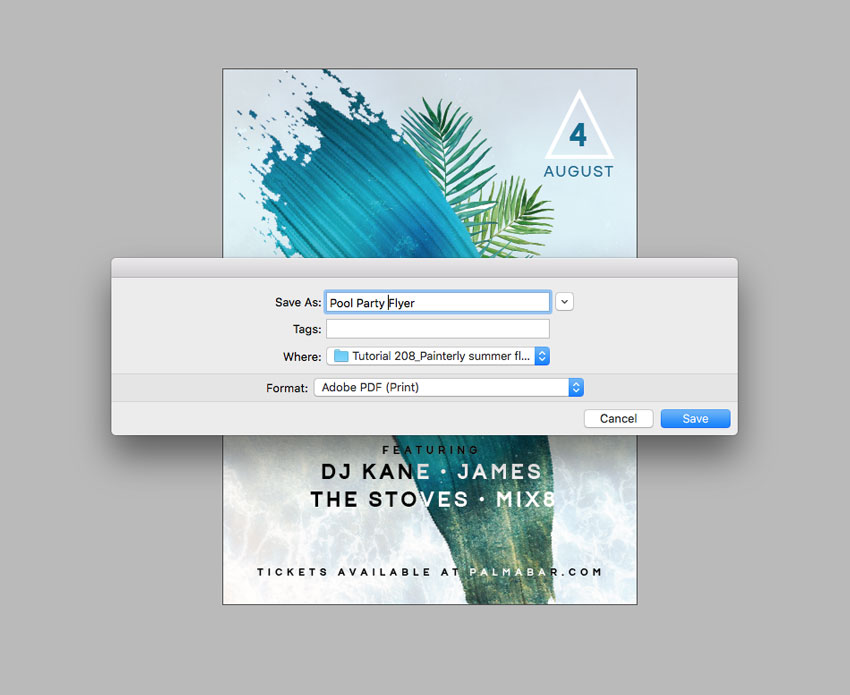 4
AUGUST
Save As: Pool Party Flyer
Tags:
Where: Tutorial 208_Painterly summer fl...
Format: Adobe PDF (Print)
Cancel Save
FEATURING
DJ KANE • JAMES
THE STOVES • MIX8
TICKETS AVAILABLE AT PALMABAR.COM